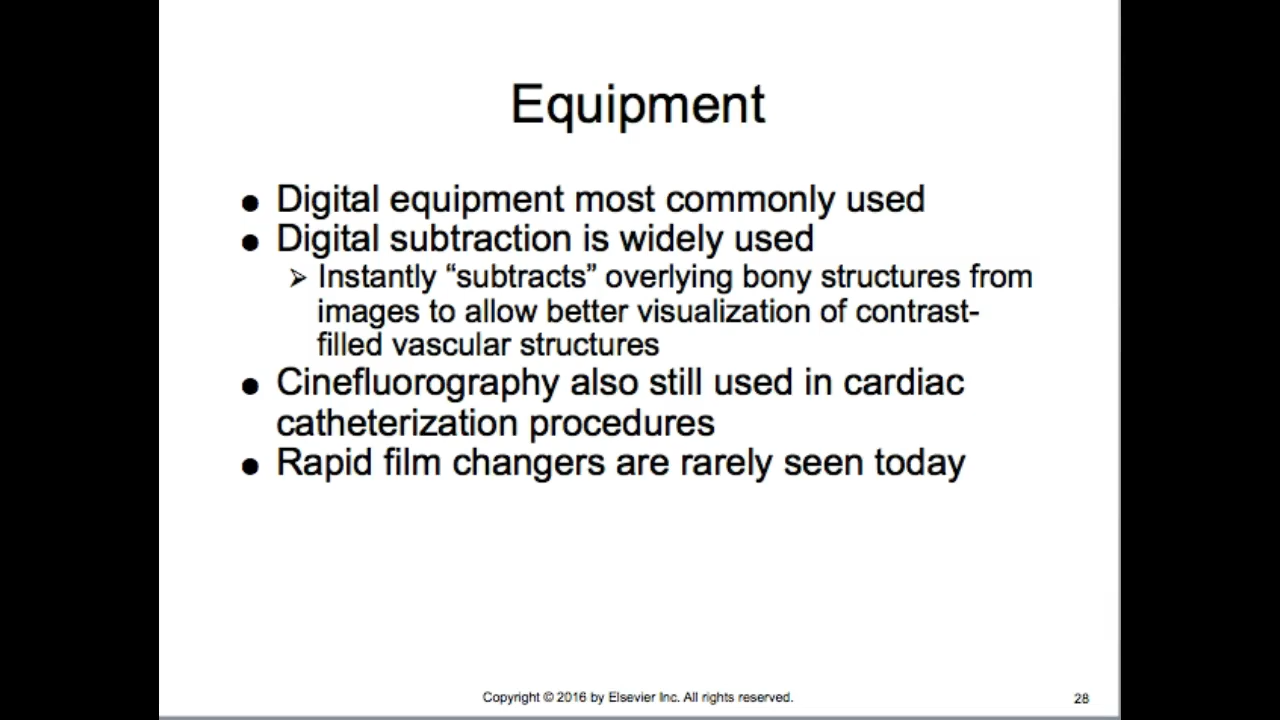 Equipment
● Digital equipment most commonly used
● Digital subtraction is widely used
➢ Instantly “subtracts” overlying bony structures from
images to allow better visualization of contrast-
filled vascular structures
● Cinefluorography also still used in cardiac
catheterization procedures
● Rapid film changers are rarely seen today
Copyright © 2016 by Elsevier Inc. All rights reserved.
28